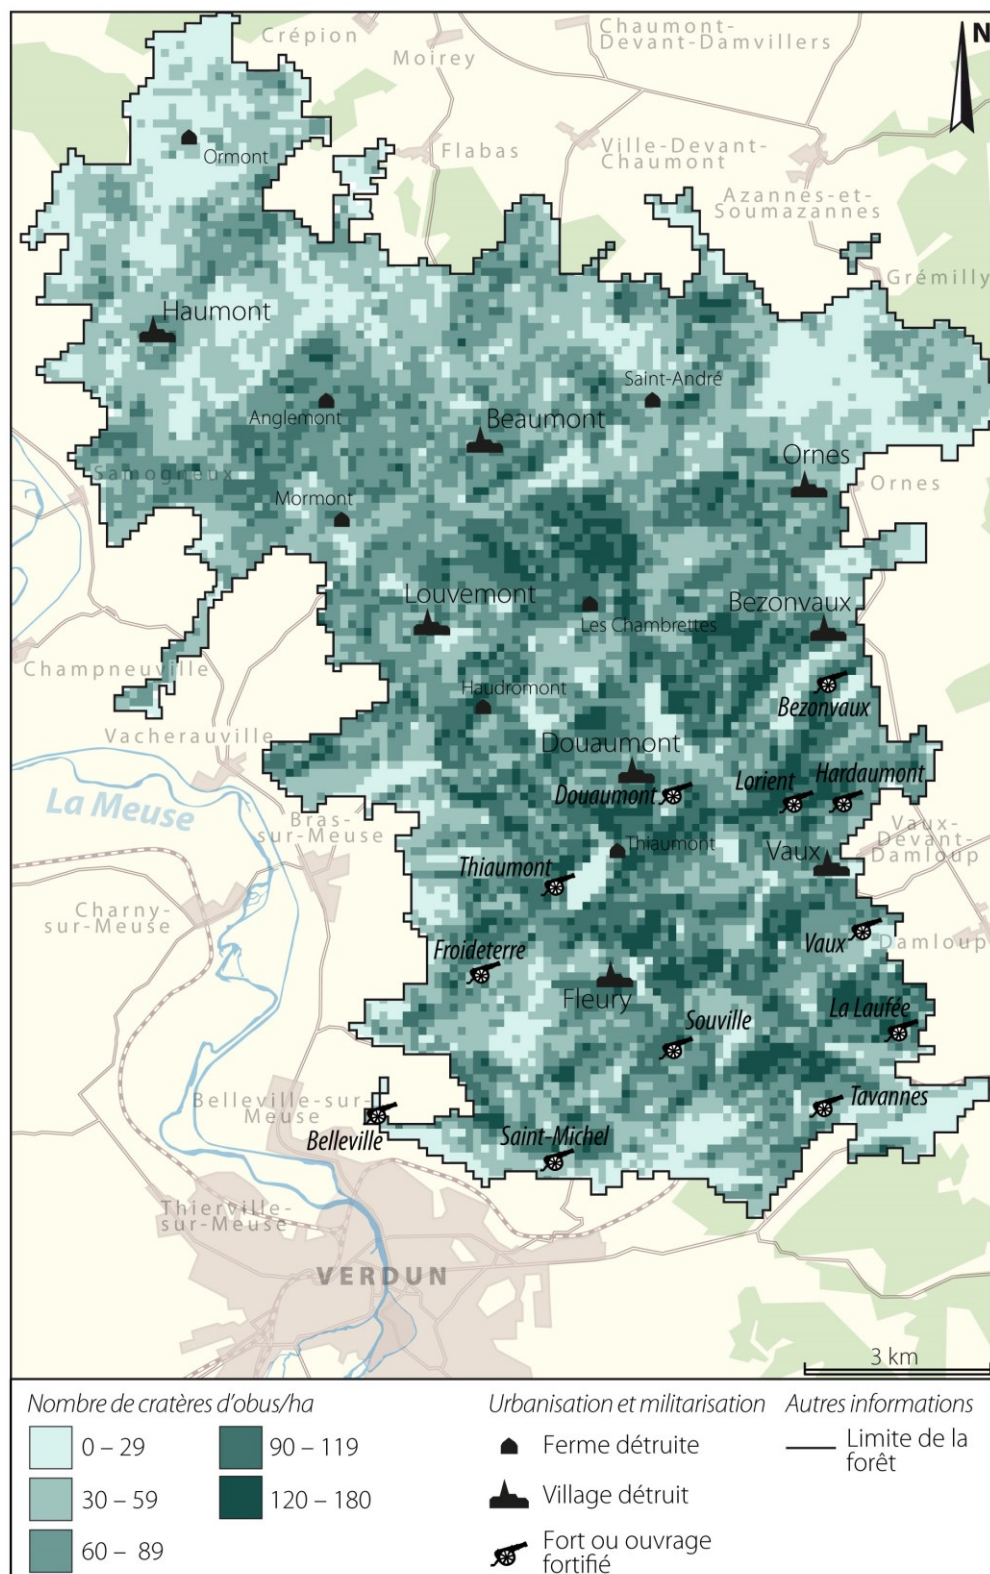 Crépion
Moirey
Chaumont-
Devant-Damvillers
N
Ormont
Flabas
Ville-Devant-
Chaumont
Azannes-et-
Soumazannes
Grémilly
Haumont
Saint-André
Anglemont
Beaumont
Ornes
Samogneux
Ornes
Mormont
Louvemont
Bezonvaux
Les Chambrettes
Champneuville
Haudromont
Bezonvaux
Vacherauville
Douaumont
La Meuse
Douaumont
Lorient
Hardaumont
Bras-
sur-Meuse
Thiaumont
Vaux
Vaux-
Devant-
Damloup
Thiaumont
Charny-
sur-Meuse
Vaux
Damloup
Froideterre
Fleury
La Laufée
Souville
Belleville-sur-
Meuse
Tavannes
Belleville
Saint-Michel
Thierville-
sur-Meuse
VERDUN
3 km
Nombre de cratères d'obus/ha
0 – 29
30 – 59
60 – 89
90 – 119
120 – 180
Urbanisation et militarisation
Ferme détruite
Village détruit
Fort ou ouvrage
fortifié
Autres informations
Limite de la
forêt